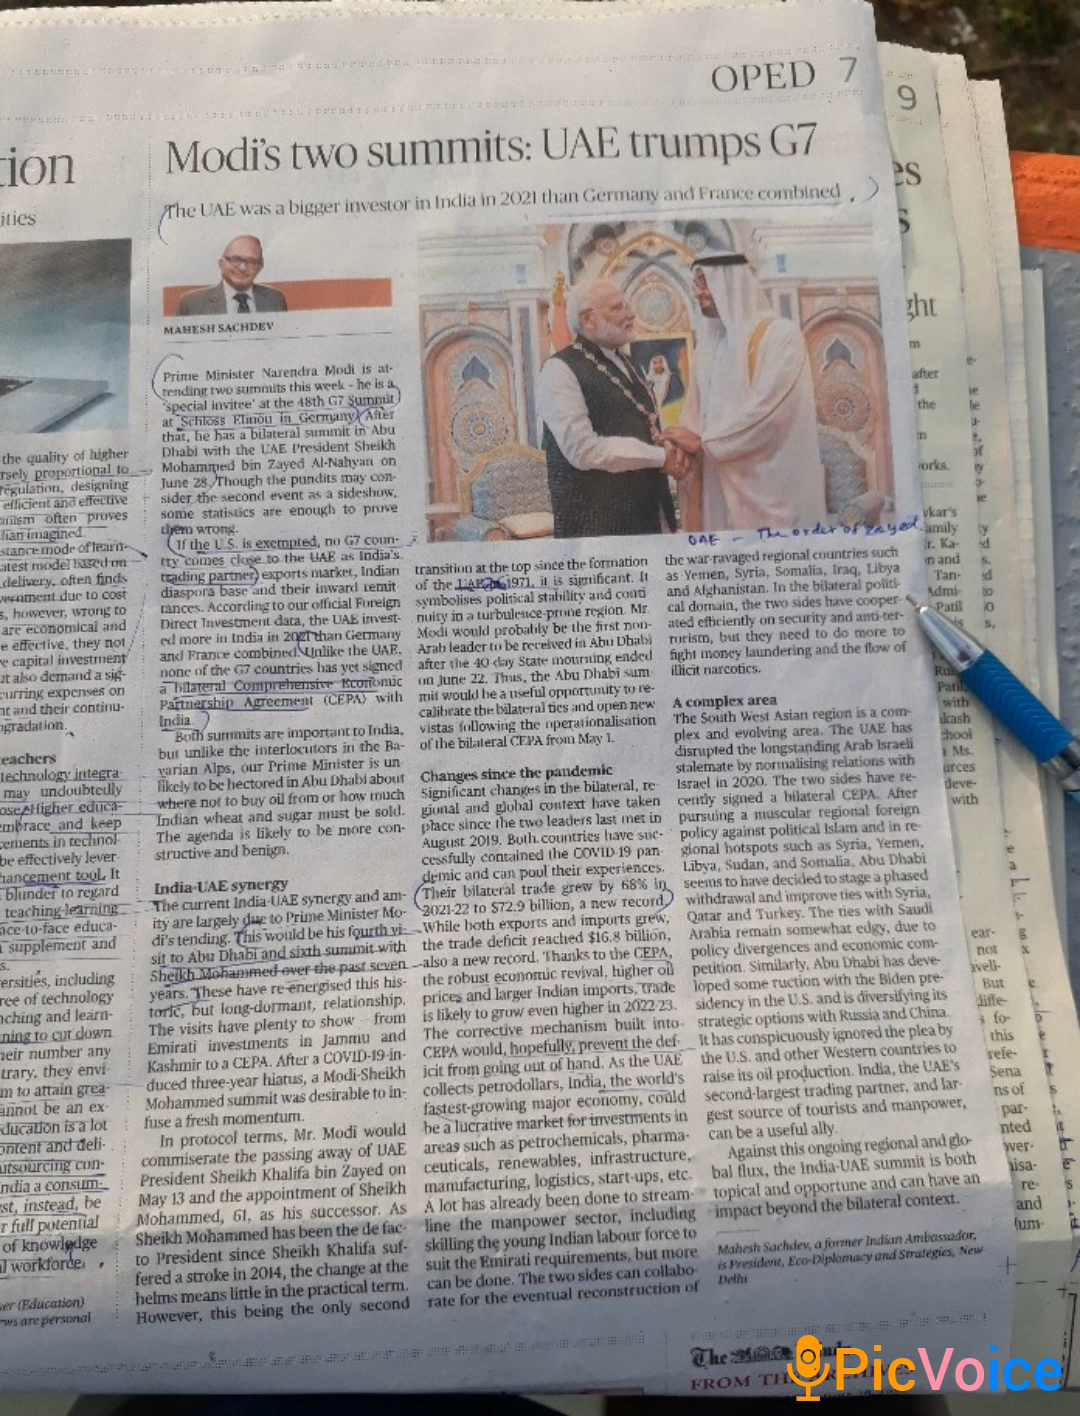 OPED 7
9
Modi's two summits: UAE trumps G7
The UAE was a bigger investor in India in 2021 than Germany and France combined
MAHESH SACHDEV
Prime Minister Narendra Modi is at-
tending two summits this week – he is a
'special invitee' at the 48th G7 Summit
at Schloss Elmou in Germany. After
that, he has a bilateral summit in Abu
Dhabi with the UAE President Sheikh
Mohammed bin Zayed Al-Nahyan on
June 28. Though the pundits may con-
sider the second event as a sideshow,
some statistics are enough to prove
them wrong.
If the U.S. is exempted, no G7 coun-
try comes close to the UAE as India's
trading partner, exports market, Indian
diaspora base and their inward remit
tances. According to our official Foreign
Direct Investment data, the UAE invest-
ed more in India in 2021 than Germany
and France combined. Unlike the UAE,
none of the G7 countries has yet signed
a bilateral Comprehensive Economic
Partnership Agreement (CEPA) with
India.
Both summits are important to India,
but unlike the interlocutors in the Ba-
varian Alps, our Prime Minister is un-
likely to be hectored in Abu Dhabi about
where not to buy oil from or how much
Indian wheat and sugar must be sold.
The agenda is likely to be more con-
structive and benign.
India-UAE synergy
The current India-UAE synergy and am-
ity are largely due to Prime Minister Mo-
di's tending. This would be his fourth vi-
sit to Abu Dhabi and sixth summit with
Sheikh Mohammed over the past seven
years. These have re-energised this his-
toric, but long-dormant, relationship.
The visits have plenty to show – from
Emirati investments in Jammu and
Kashmir to a CEPA. After a COVID-19-in-
duced three-year hiatus, a Modi-Sheikh
Mohammed summit was desirable to in-
fuse a fresh momentum.
In protocol terms, Mr. Modi would
commiserate the passing away of UAE
President Sheikh Khalifa bin Zayed on
May 13 and the appointment of Sheikh
Mohammed, 61, as his successor. As
Sheikh Mohammed has been the de fac-
to President since Sheikh Khalifa suf-
fered a stroke in 2014, the change at the
helms means little in the practical term.
However, this being the only second
UAE - The order of zayed
transition at the top since the formation
of the UAE in 1971, it is significant. It
symbolises political stability and conti
nuity in a turbulence-prone region. Mr.
Modi would probably be the first non-
Arab leader to be received in Abu Dhabi
after the 40-day State mourning ended
on June 22. Thus, the Abu Dhabi sum-
mit would be a useful opportunity to re-
calibrate the bilateral ties and open new
vistas following the operationalisation
of the bilateral CEPA from May 1.
Changes since the pandemic
Significant changes in the bilateral, re-
gional and global context have taken
place since the two leaders last met in
August 2019. Both countries have suc-
cessfully contained the COVID-19 pan-
demic and can pool their experiences.
Their bilateral trade grew by 68% in
2021-22 to $72.9 billion, a new record.
While both exports and imports grew,
the trade deficit reached $16.8 billion,
also a new record. Thanks to the CEPA,
the robust economic revival, higher oil
prices and larger Indian imports, trade
is likely to grow even higher in 2022-23.
The corrective mechanism built into
CEPA would, hopefully, prevent the def-
icit from going out of hand. As the UAE
collects petrodollars, India, the world's
fastest-growing major economy, could
be a lucrative market for investments in
areas such as petrochemicals, pharma-
ceuticals, renewables, infrastructure,
manufacturing, logistics, start-ups, etc.
A lot has already been done to stream-
line the manpower sector, including
skilling the young Indian labour force to
suit the Emirati requirements, but more
can be done. The two sides can collabo-
rate for the eventual reconstruction of
the war-ravaged regional countries such
as Yemen, Syria, Somalia, Iraq, Libya
and Afghanistan. In the bilateral politi-
cal domain, the two sides have cooper-
ated efficiently on security and anti-ter-
rorism, but they need to do more to
fight money laundering and the flow of
illicit narcotics.
A complex area
The South West Asian region is a com-
plex and evolving area. The UAE has
disrupted the longstanding Arab Israeli
stalemate by normalising relations with
Israel in 2020. The two sides have re-
cently signed a bilateral CEPA. After
pursuing a muscular regional foreign
policy against political Islam and in re-
gional hotspots such as Syria, Yemen,
Libya, Sudan, and Somalia, Abu Dhabi
seems to have decided to stage a phased
withdrawal and improve ties with Syria,
Qatar and Turkey. The ties with Saudi
Arabia remain somewhat edgy, due to
policy divergences and economic com-
petition. Similarly, Abu Dhabi has deve-
loped some ruction with the Biden pre-
sidency in the U.S. and is diversifying its
strategic options with Russia and China.
It has conspicuously ignored the plea by
the U.S. and other Western countries to
raise its oil production. India, the UAE's
second-largest trading partner, and lar-
gest source of tourists and manpower,
can be a useful ally.
Against this ongoing regional and glo-
bal flux, the India-UAE summit is both
topical and opportune and can have an
impact beyond the bilateral context.
Mahesh Sachdev, a former Indian Ambassador,
is President, Eco-Diplomacy and Strategies, New
Delhi
The
FROM
PicVoice